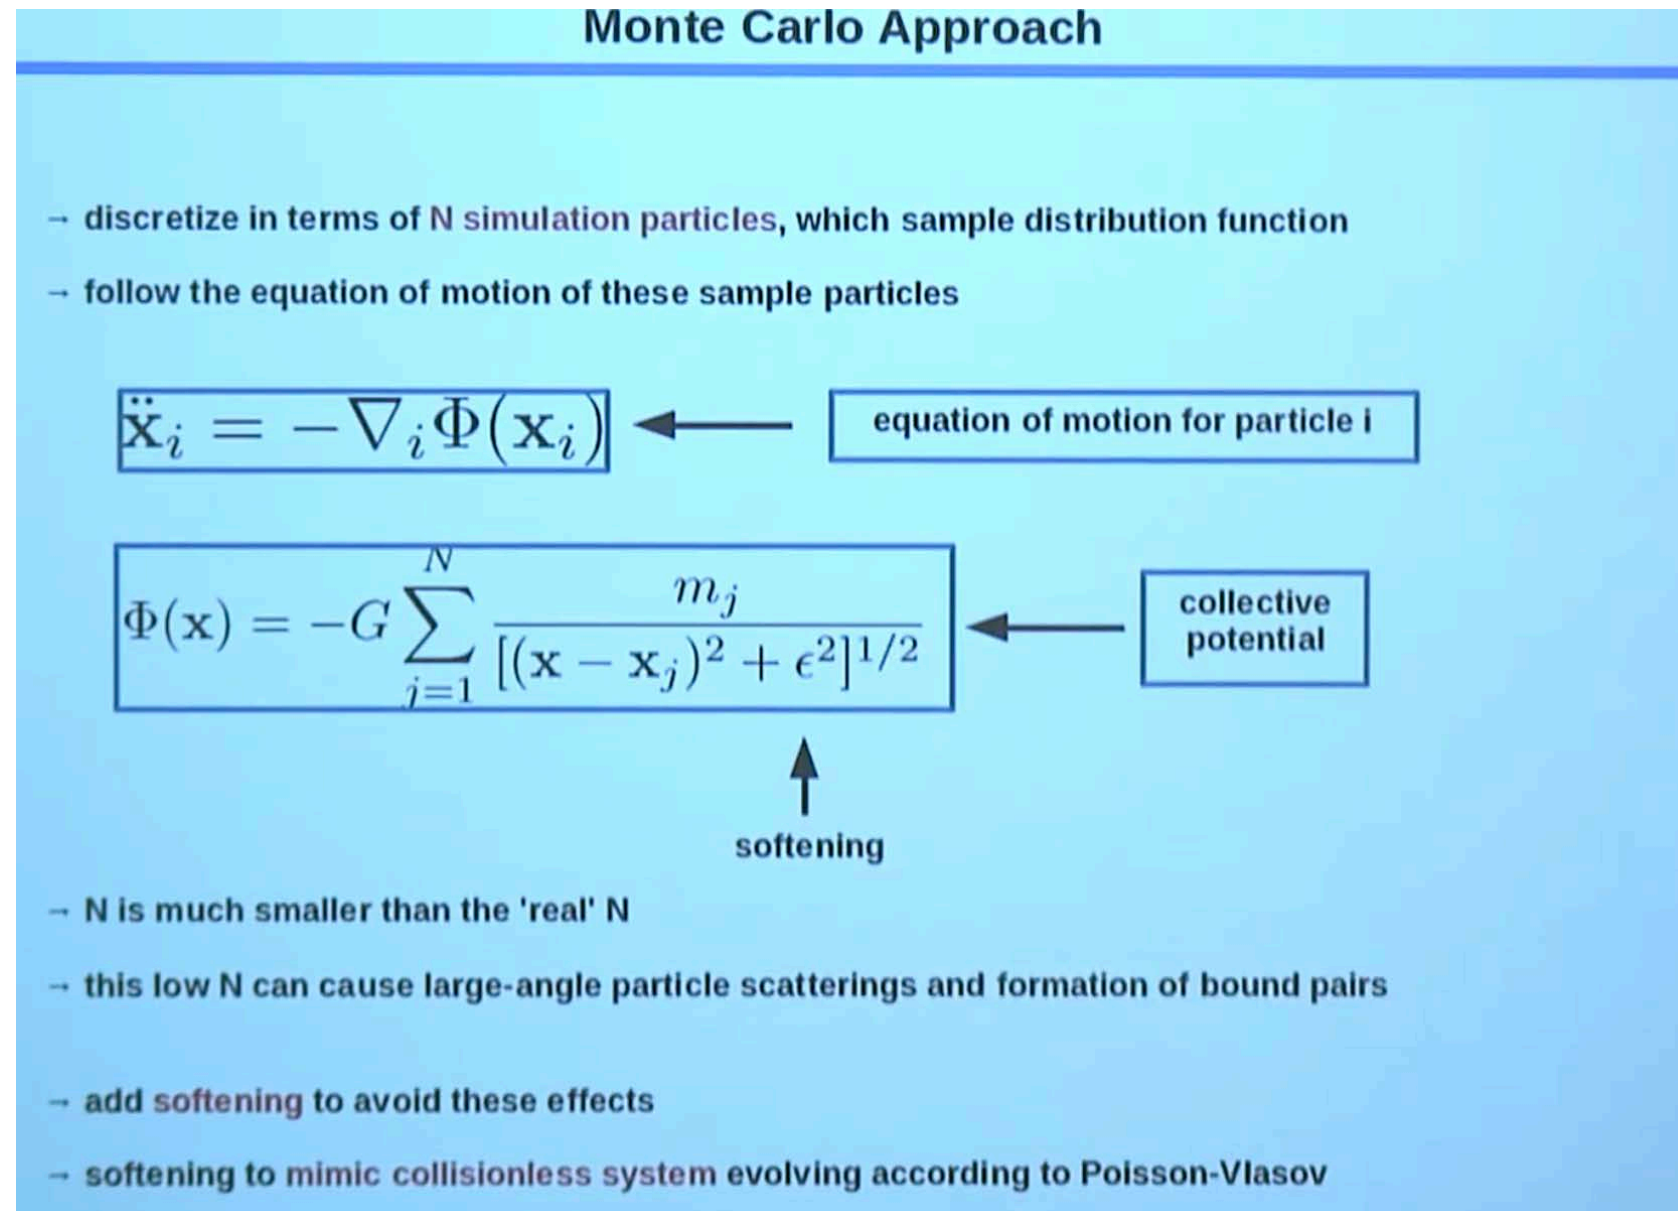 Monte Carlo Approach
→ discretize in terms of N simulation particles, which sample distribution function
→ follow the equation of motion of these sample particles
ẍ_i = −∇_iΦ(x_i)
equation of motion for particle i
Φ(x) = −G ∑_{j=1}^{N} m_j / [(x − x_j)² + ϵ²]^{1/2}
collective
potential
softening
→ N is much smaller than the 'real' N
→ this low N can cause large-angle particle scatterings and formation of bound pairs
→ add softening to avoid these effects
→ softening to mimic collisionless system evolving according to Poisson-Vlasov